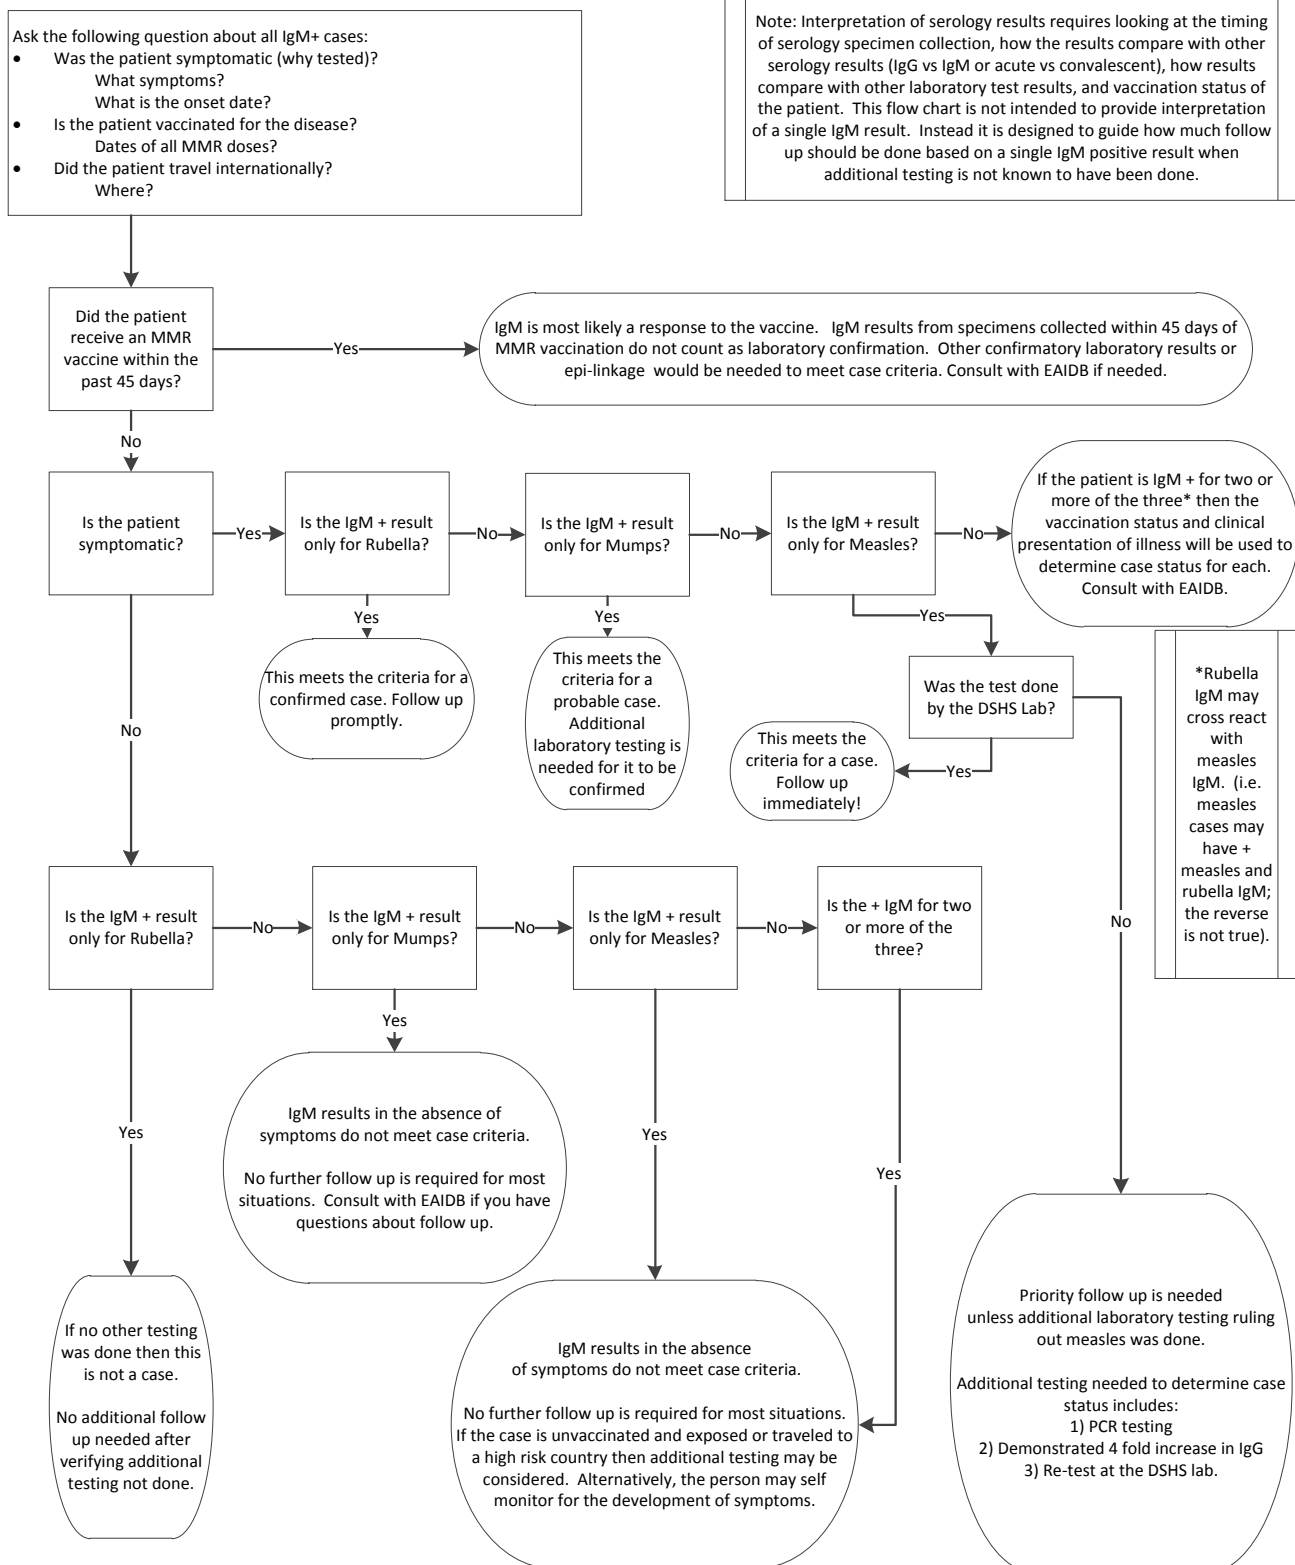 Ask the following question about all IgM+ cases:
• Was the patient symptomatic (why tested)?
What symptoms?
What is the onset date?
• Is the patient vaccinated for the disease?
Dates of all MMR doses?
• Did the patient travel internationally?
Where?
Note: Interpretation of serology results requires looking at the timing
of serology specimen collection, how the results compare with other
serology results (IgG vs IgM or acute vs convalescent), how results
compare with other laboratory test results, and vaccination status of
the patient. This flow chart is not intended to provide interpretation
of a single IgM result. Instead it is designed to guide how much follow
up should be done based on a single IgM positive result when
additional testing is not known to have been done.
Did the patient
receive an MMR
vaccine within the
past 45 days?
Yes
IgM is most likely a response to the vaccine. IgM results from specimens collected within 45 days of
MMR vaccination do not count as laboratory confirmation. Other confirmatory laboratory results or
epi-linkage would be needed to meet case criteria. Consult with EAIDB if needed.
No
Is the patient
symptomatic?
Yes
Is the IgM + result
only for Rubella?
No
Is the IgM + result
only for Mumps?
No
Is the IgM + result
only for Measles?
No
If the patient is IgM + for two or
more of the three* then the
vaccination status and clinical
presentation of illness will be used to
determine case status for each.
Consult with EAIDB.
Yes
This meets the criteria for a
confirmed case. Follow up
promptly.
Yes
This meets the
criteria for a
probable case.
Additional
laboratory testing is
needed for it to be
confirmed
Yes
Was the test done
by the DSHS Lab?
Yes
This meets the
criteria for a case.
Follow up
immediately!
*Rubella
IgM may
cross react
with
measles
IgM. (i.e.
measles
cases may
have +
measles and
rubella IgM;
the reverse
is not true).
No
No
Is the IgM + result
only for Rubella?
No
Is the IgM + result
only for Mumps?
No
Is the IgM + result
only for Measles?
No
Is the + IgM for two
or more of the
three?
Yes
IgM results in the absence of
symptoms do not meet case criteria.
No further follow up is required for most
situations. Consult with EAIDB if you have
questions about follow up.
Yes
If no other testing
was done then this
is not a case.
No additional follow
up needed after
verifying additional
testing not done.
Yes
Yes
IgM results in the absence
of symptoms do not meet case criteria.
No further follow up is required for most situations.
If the case is unvaccinated and exposed or traveled to
a high risk country then additional testing may be
considered. Alternatively, the person may self
monitor for the development of symptoms.
Priority follow up is needed
unless additional laboratory testing ruling
out measles was done.
Additional testing needed to determine case
status includes:
1) PCR testing
2) Demonstrated 4 fold increase in IgG
3) Re-test at the DSHS lab.